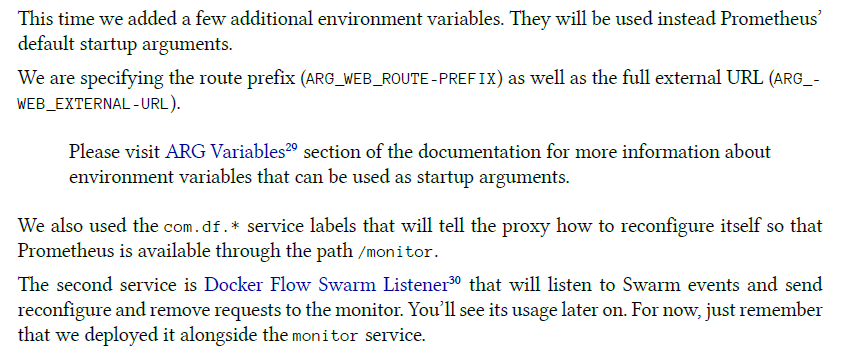 This time we added a few additional environment variables. They will be used instead Prometheus’
default startup arguments.
We are specifying the route prefix (ARG_WEB_ROUTE-PREFIX) as well as the full external URL (ARG_-
WEB_EXTERNAL-URL).
Please visit ARG Variables²⁹ section of the documentation for more information about
environment variables that can be used as startup arguments.
We also used the com.df.* service labels that will tell the proxy how to reconfigure itself so that
Prometheus is available through the path /monitor.
The second service is Docker Flow Swarm Listener³⁰ that will listen to Swarm events and send
reconfigure and remove requests to the monitor. You’ll see its usage later on. For now, just remember
that we deployed it alongside the monitor service.